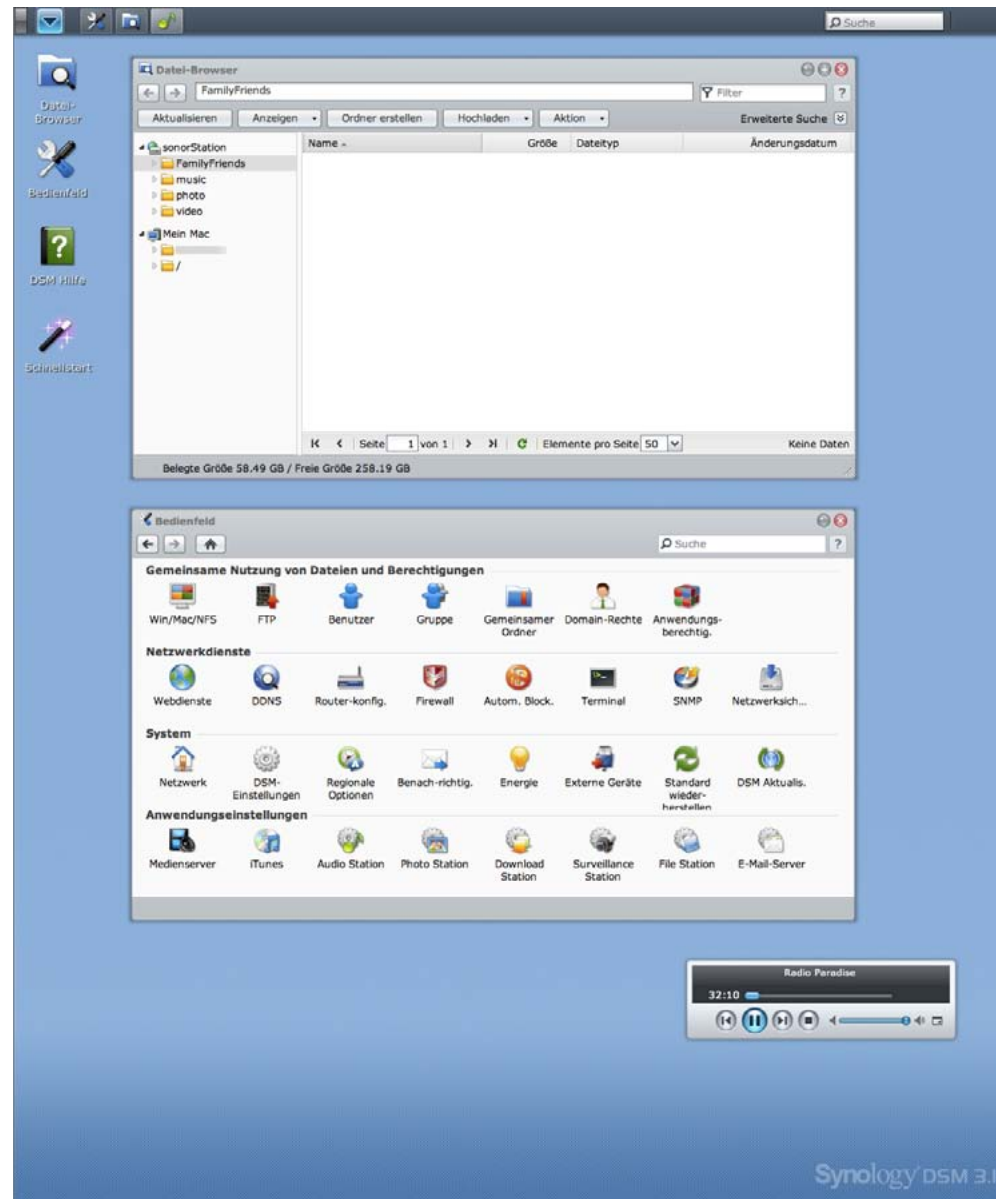 Suche
Datei-
Browser
Bedienfeld
DSM Hilfe
Schnellstart
Datei-Browser
FamilyFriends
Filter
?
Aktualisieren Anzeigen Ordner erstellen Hochladen Aktion Erweiterte Suche
sonorStation
FamilyFriends
music
photo
video
Mein Mac
/
Name Größe Dateityp Änderungsdatum
Seite 1 von 1 Elemente pro Seite 50 Keine Daten
Belegte Größe 58.49 GB / Freie Größe 258.19 GB
Bedienfeld
Suche
?
Gemeinsame Nutzung von Dateien und Berechtigungen
Win/Mac/NFS FTP Benutzer Gruppe Gemeinsamer Domain-Rechte Anwendungs-
Ordner berechtig.
Netzwerkdienste
Webdienste DDNS Router-konfig. Firewall Autom. Block. Terminal SNMP Netzwerksich...
System
Netzwerk DSM- Regionale Benach-richtig. Energie Externe Geräte Standard DSM Aktualis.
Einstellungen Optionen wieder-
herstellen
Anwendungseinstellungen
Medienserver iTunes Audio Station Photo Station Download Surveillance File Station E-Mail-Server
Station Station
Radio Paradise
32:10
Synology DSM 3.